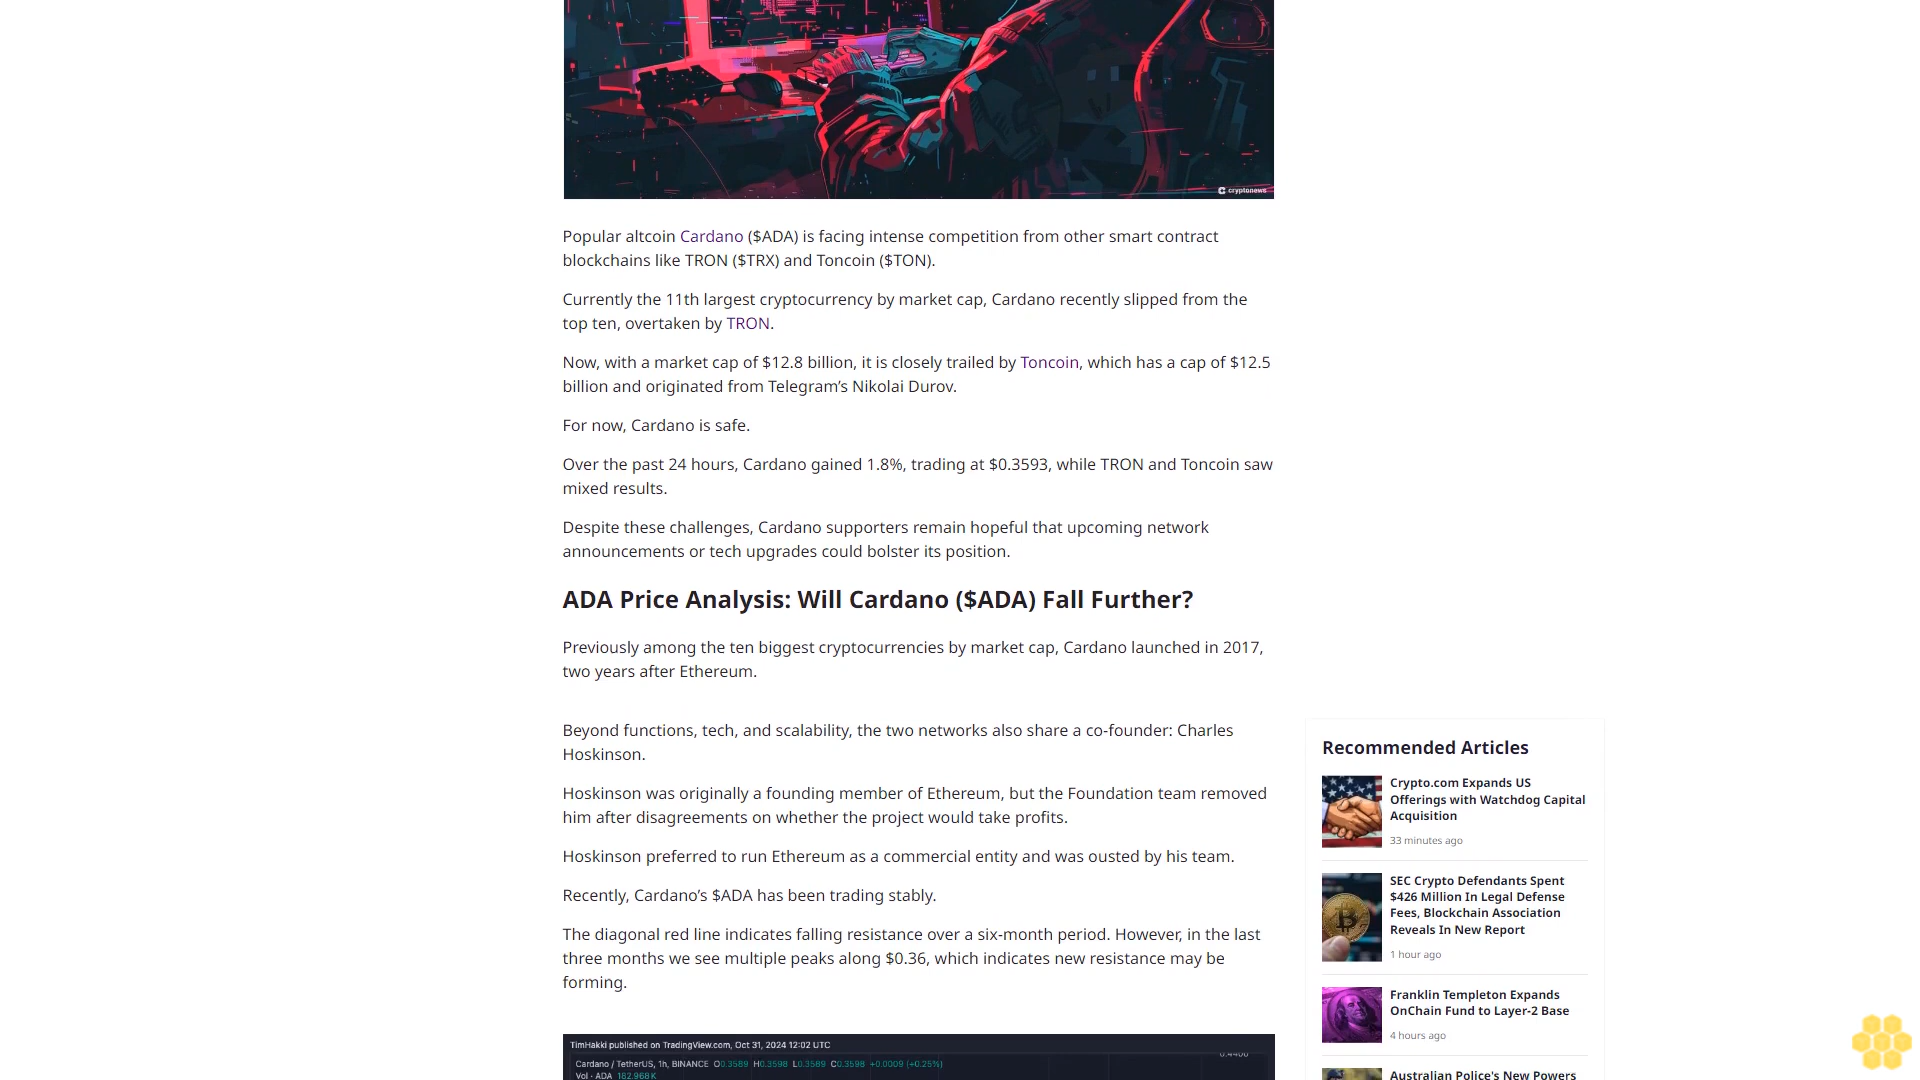 cryptonews
Popular altcoin Cardano ($ADA) is facing intense competition from other smart contract
blockchains like TRON ($TRX) and Toncoin ($TON).
Currently the 11th largest cryptocurrency by market cap, Cardano recently slipped from the
top ten, overtaken by TRON.
Now, with a market cap of $12.8 billion, it is closely trailed by Toncoin, which has a cap of $12.5
billion and originated from Telegram’s Nikolai Durov.
For now, Cardano is safe.
Over the past 24 hours, Cardano gained 1.8%, trading at $0.3593, while TRON and Toncoin saw
mixed results.
Despite these challenges, Cardano supporters remain hopeful that upcoming network
announcements or tech upgrades could bolster its position.
ADA Price Analysis: Will Cardano ($ADA) Fall Further?
Previously among the ten biggest cryptocurrencies by market cap, Cardano launched in 2017,
two years after Ethereum.
Beyond functions, tech, and scalability, the two networks also share a co-founder: Charles
Hoskinson.
Hoskinson was originally a founding member of Ethereum, but the Foundation team removed
him after disagreements on whether the project would take profits.
Hoskinson preferred to run Ethereum as a commercial entity and was ousted by his team.
Recently, Cardano’s $ADA has been trading stably.
The diagonal red line indicates falling resistance over a six-month period. However, in the last
three months we see multiple peaks along $0.36, which indicates new resistance may be
forming.
TimHakki published on TradingView.com, Oct 31, 2024 12:02 UTC
Cardano / TetherUS, 1h, BINANCE O0.3589 H0.3598 L0.3589 C0.3598 +0.0009 (+0.25%)
Vol · ADA 182.968K
Recommended Articles
Crypto.com Expands US
Offerings with Watchdog Capital
Acquisition
33 minutes ago
SEC Crypto Defendants Spent
$426 Million In Legal Defense
Fees, Blockchain Association
Reveals In New Report
1 hour ago
Franklin Templeton Expands
OnChain Fund to Layer-2 Base
4 hours ago
Australian Police's New Powers